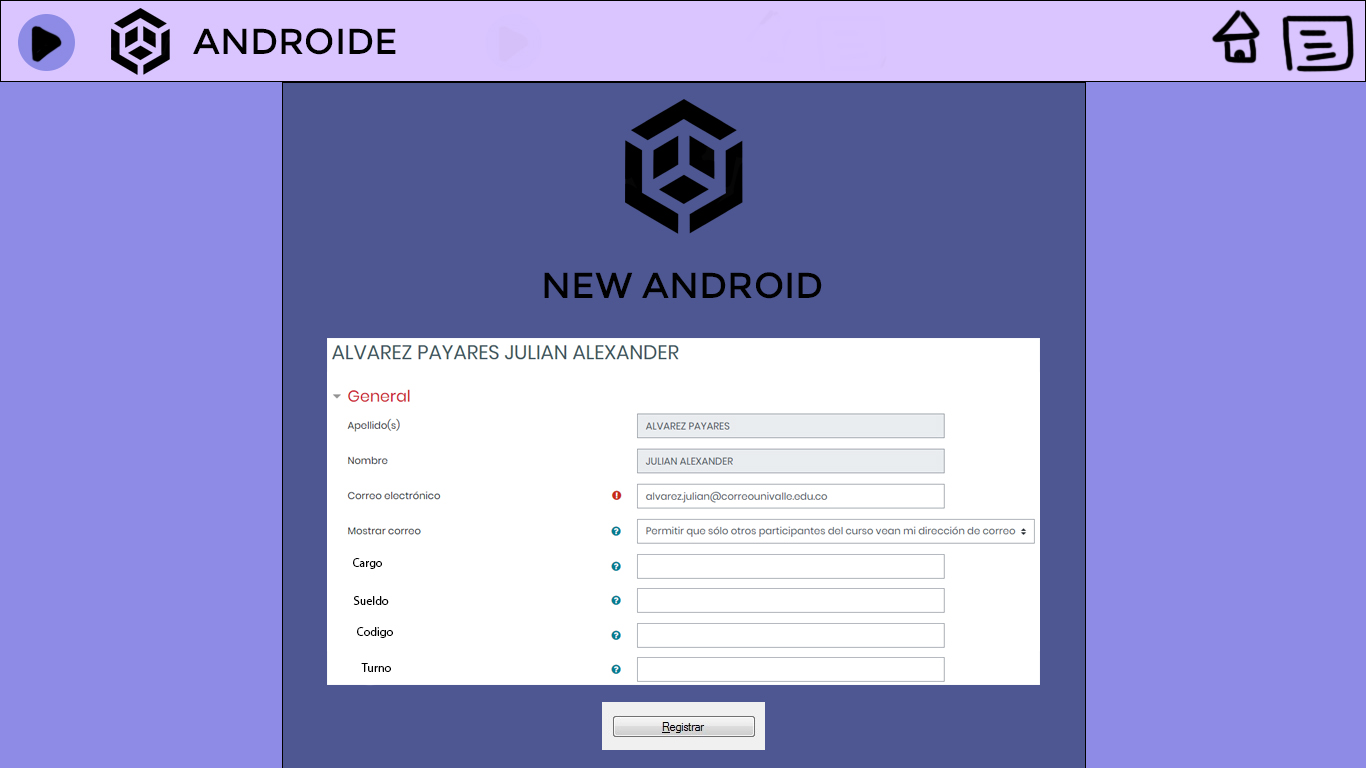 ANDROIDE
NEW ANDROID
ALVAREZ PAYARES JULIAN ALEXANDER
General
Apellido(s) ALVAREZ PAYARES
Nombre JULIAN ALEXANDER
Correo electrónico alvarez.julian@correounivalle.edu.co
Mostrar correo Permitir que sólo otros participantes del curso vean mi dirección de correo
Cargo
Sueldo
Codigo
Turno
Registrar